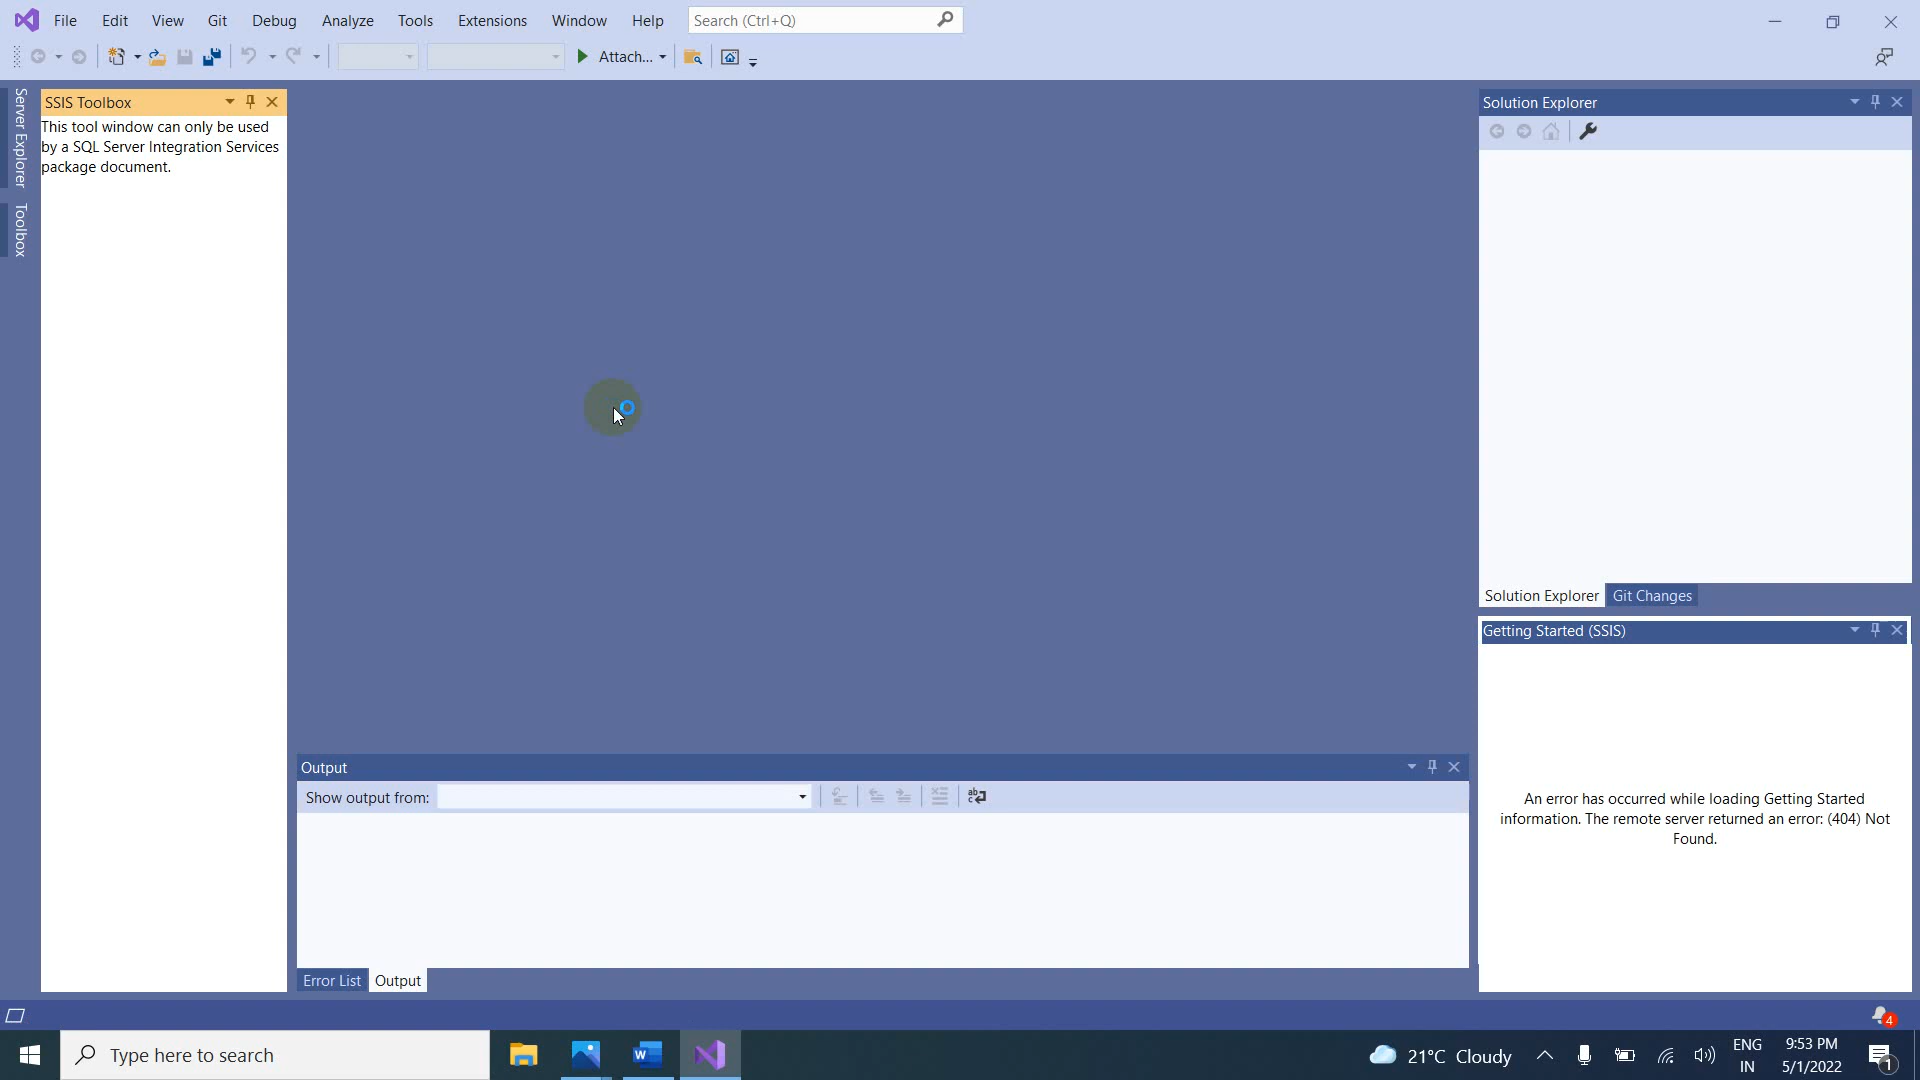 File Edit View Git Debug Analyze Tools Extensions Window Help Search (Ctrl+Q)
Attach...
Server Explorer
Toolbox
SSIS Toolbox
This tool window can only be used
by a SQL Server Integration Services
package document.
Solution Explorer
Solution Explorer Git Changes
Getting Started (SSIS)
An error has occurred while loading Getting Started
information. The remote server returned an error: (404) Not
Found.
Output
Show output from:
Error List Output
4
Type here to search
W
21°C Cloudy
ENG
IN
9:53 PM
5/1/2022
1